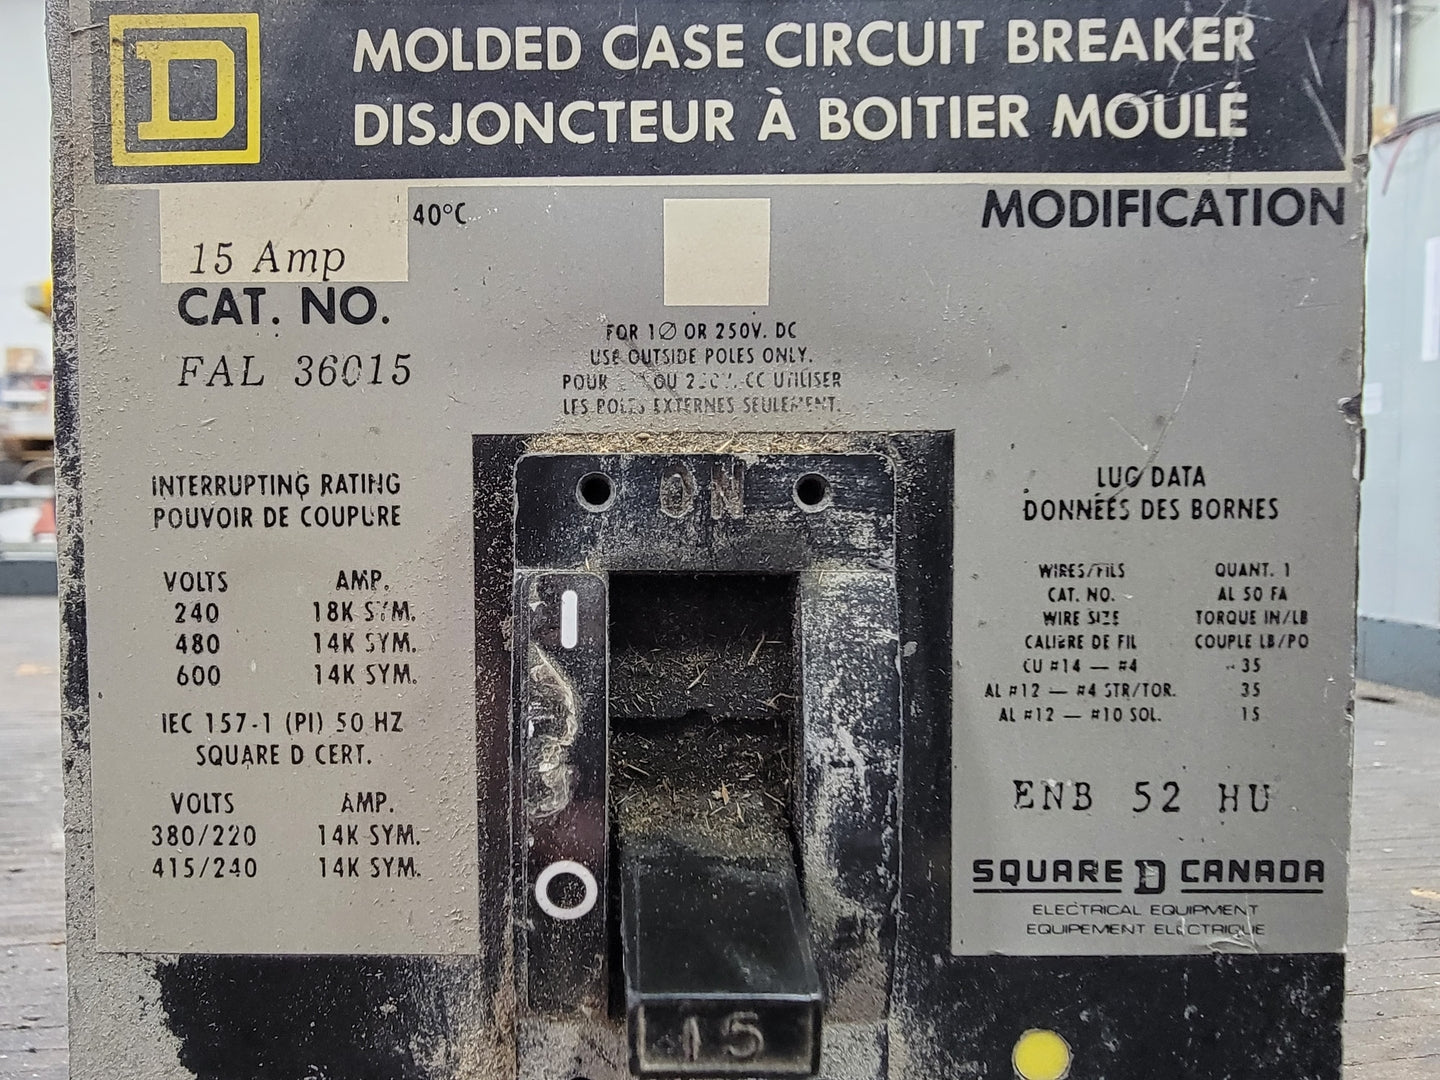 D
MOLDED CASE CIRCUIT BREAKER
DISJONCTEUR À BOITIER MOULÉ
40°C
MODIFICATION
15 Amp
CAT. NO.
FAL 36015
FOR 1∅ OR 250V. DC
USE OUTSIDE POLES ONLY.
POUR OU CC UTILISER
LES POLES EXTERNES SEULEMENT.
INTERRUPTING RATING
POUVOIR DE COUPURE
VOLTS AMP.
240 18K SYM.
480 14K SYM.
600 14K SYM.
IEC 157-1 (PI) 50 HZ
SQUARE D CERT.
VOLTS AMP.
380/220 14K SYM.
415/240 14K SYM.
ON
I
O
15
LUG DATA
DONNÉES DES BORNES
WIRES/FILS QUANT. 1
CAT. NO. AL 50 FA
WIRE SIZE TORQUE IN/LB
CALIBRE DE FIL COUPLE LB/PO
CU #14 — #4 35
AL #12 — #4 STR/TOR. 35
AL #12 — #10 SOL. 15
ENB 52 HU
SQUARE D CANADA
ELECTRICAL EQUIPMENT
EQUIPEMENT ELECTRIQUE